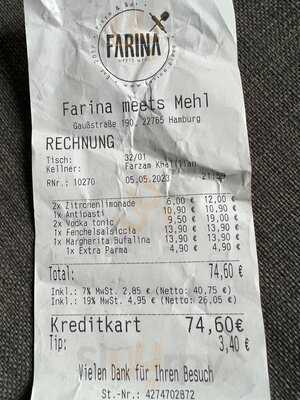 FARINA
MEETS MEHL
Farina meets Mehl
Gaußstraße 190, 22765 Hamburg
RECHNUNG
Tisch: 32/01
Kellner: Farzam Khalilian
RNr.: 10270 05.05.2023
2x Zitronenlimonade 6,00 € 12,00 €
1x Antipasti 10,90 € 10,90 €
2x Vodka tonic 9,50 € 19,00 €
1x Fenchelsalsiccia 13,90 € 13,90 €
1x Margherita Bufalina 13,90 € 13,90 €
1x Extra Parma 4,90 € 4,90 €
Total: 74,60 €
Inkl.: 7% MwSt. 2,85 € (Netto: 40,75 €)
Inkl.: 19% MwSt. 4,95 € (Netto: 26,05 €)
Kreditkart 74,60€
Tip: 3,40 €
Vielen Dank für Ihren Besuch
St.-Nr.: 4274702872